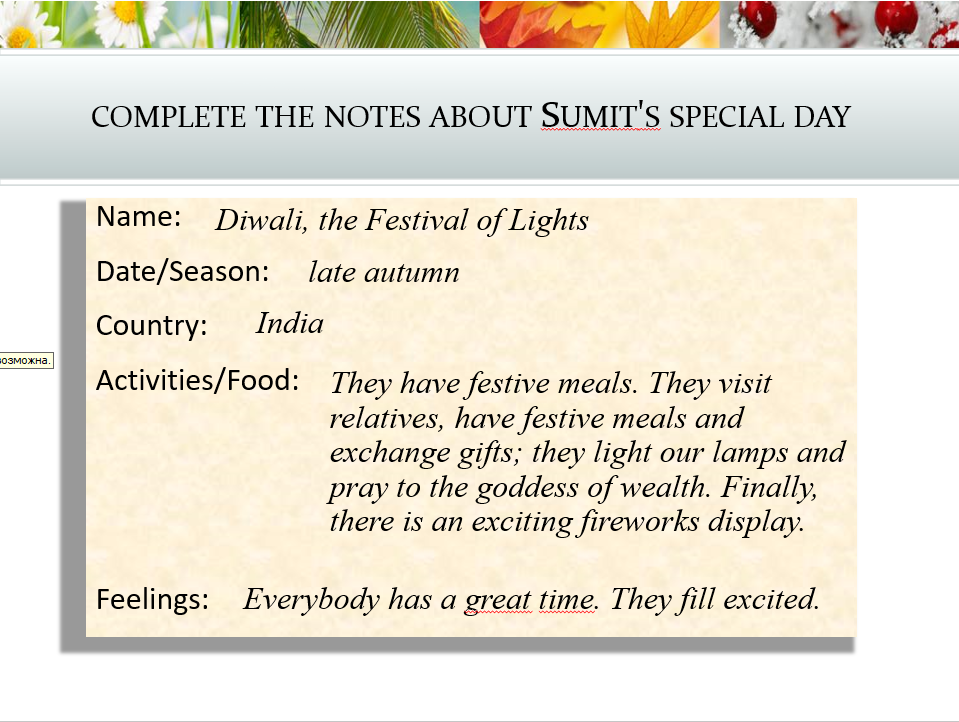 COMPLETE THE NOTES ABOUT SUMIT'S SPECIAL DAY
Name: Diwali, the Festival of Lights
Date/Season: late autumn
Country: India
возможна.
Activities/Food: They have festive meals. They visit
relatives, have festive meals and
exchange gifts; they light our lamps and
pray to the goddess of wealth. Finally,
there is an exciting fireworks display.
Feelings: Everybody has a great time. They fill excited.